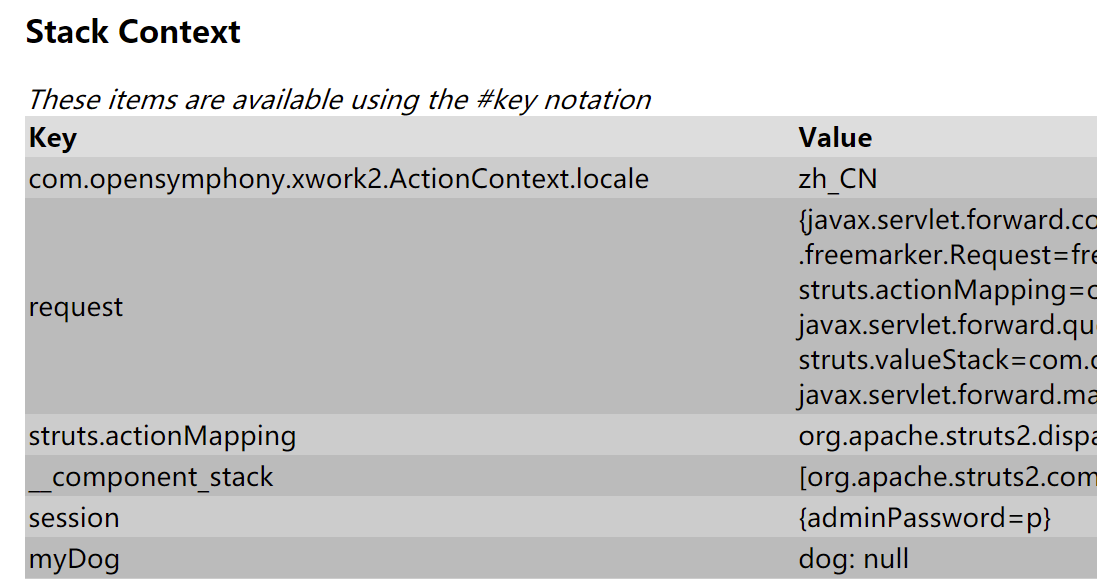 Stack Context
These items are available using the #key notation
Key Value
com.opensymphony.xwork2.ActionContext.locale zh_CN
{javax.servlet.forward.co
.freemarker.Request=fre
struts.actionMapping=c
request
javax.servlet.forward.qu
struts.valueStack=com.o
javax.servlet.forward.ma
struts.actionMapping org.apache.struts2.dispa
__component_stack [org.apache.struts2.com
session {adminPassword=p}
myDog dog: null